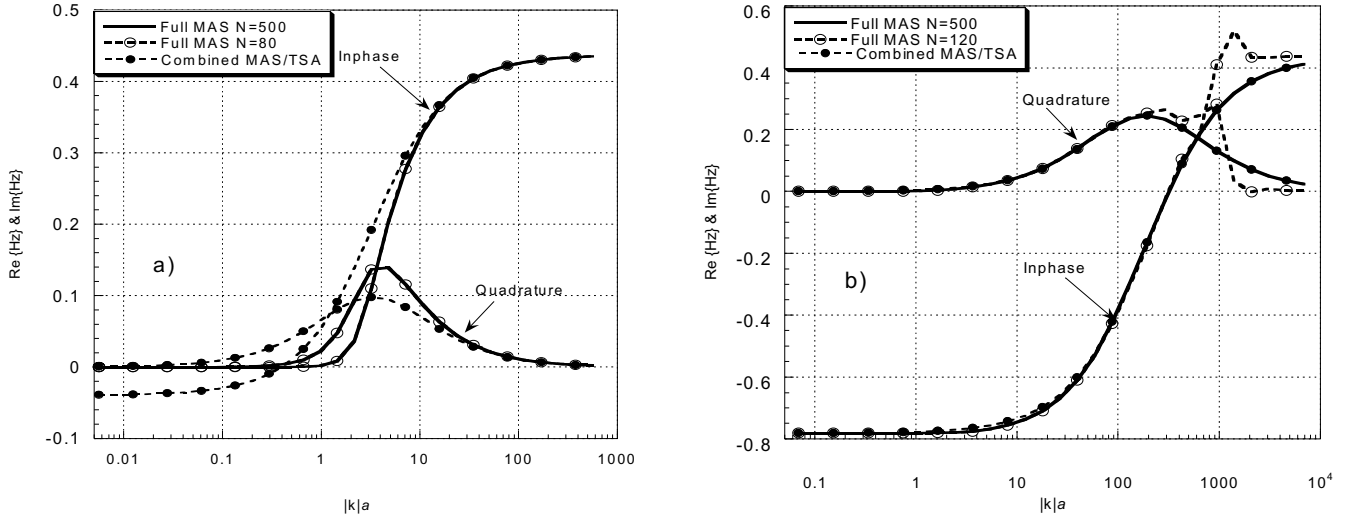 Full MAS N=500
Full MAS N=80
Combined MAS/TSA
Inphase
Quadrature
a)
0.5
0.4
0.3
0.2
0.1
0
-0.1
Re {Hz} & Im{Hz}
0.01 0.1 1 10 100 1000
|k|a
Full MAS N=500
Full MAS N=120
Combined MAS/TSA
Quadrature
Inphase
b)
0.6
0.4
0.2
0
-0.2
-0.4
-0.6
-0.8
Re {Hz} & Im{Hz}
0.1 1 10 100 1000 10⁴
|k|a